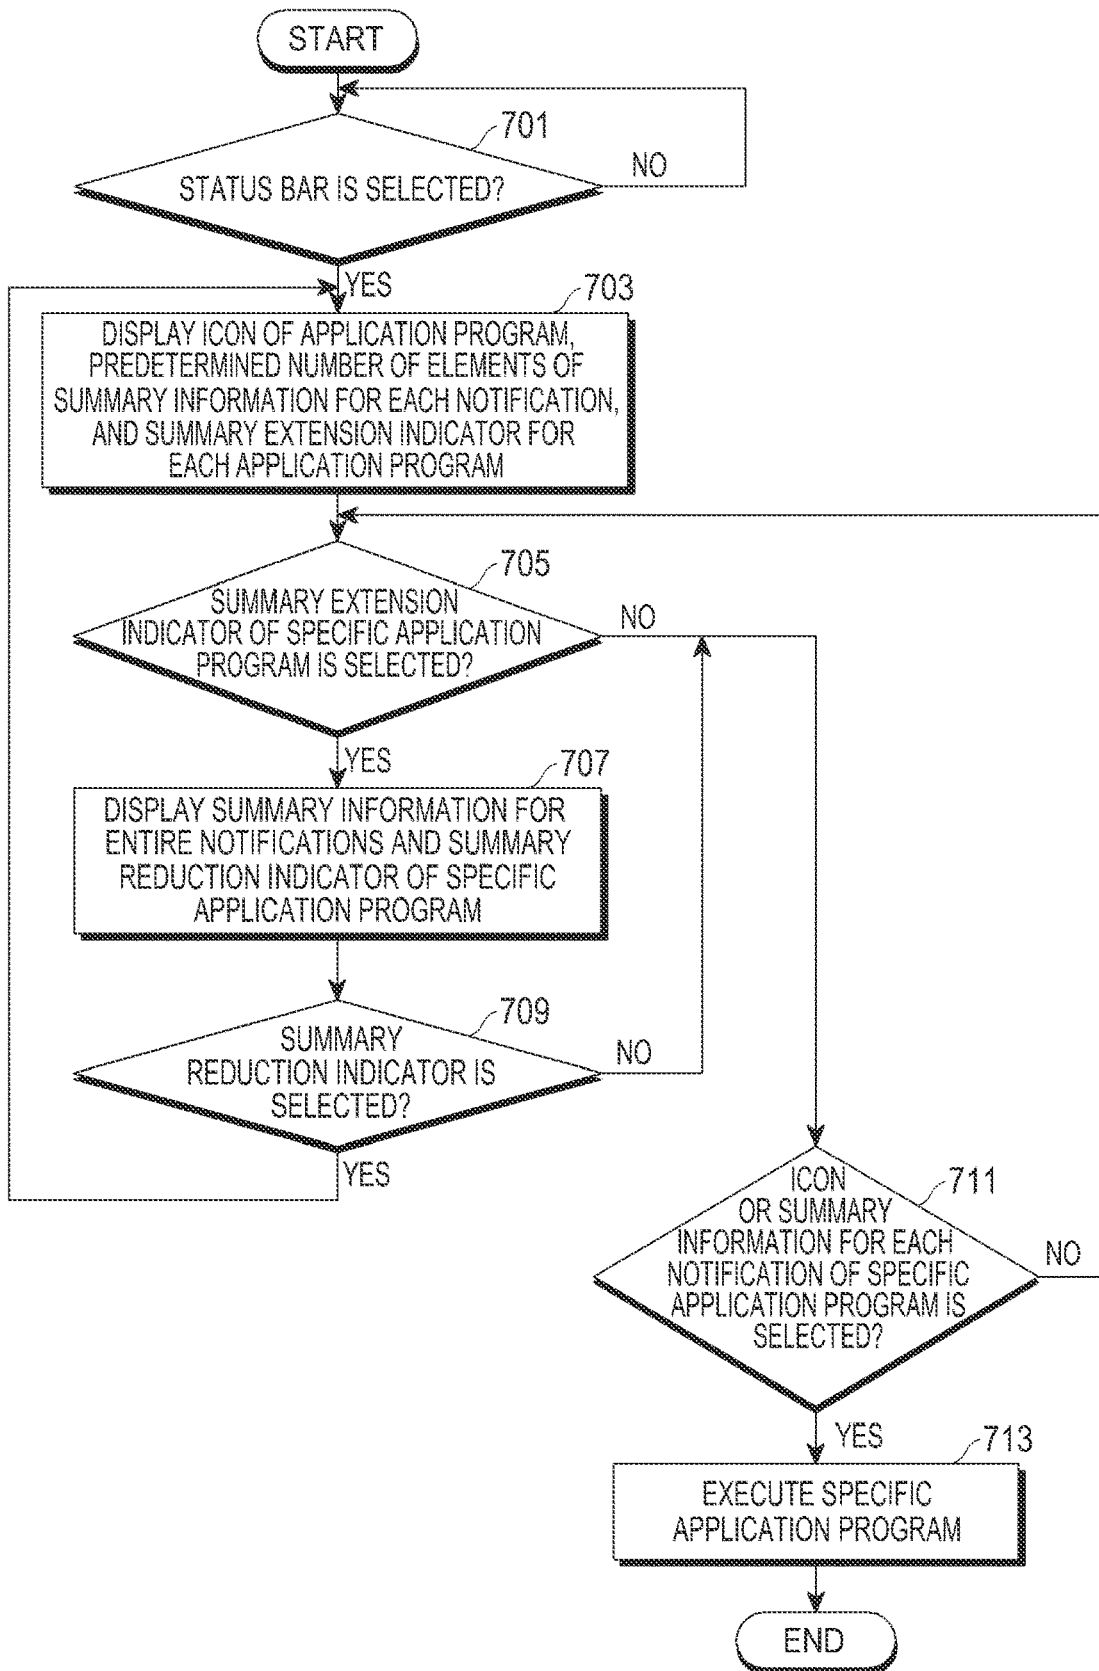 START
701
STATUS BAR IS SELECTED?
NO
YES
703
DISPLAY ICON OF APPLICATION PROGRAM,
PREDETERMINED NUMBER OF ELEMENTS OF
SUMMARY INFORMATION FOR EACH NOTIFICATION,
AND SUMMARY EXTENSION INDICATOR FOR
EACH APPLICATION PROGRAM
705
SUMMARY EXTENSION
INDICATOR OF SPECIFIC APPLICATION
PROGRAM IS SELECTED?
NO
YES
707
DISPLAY SUMMARY INFORMATION FOR
ENTIRE NOTIFICATIONS AND SUMMARY
REDUCTION INDICATOR OF SPECIFIC
APPLICATION PROGRAM
709
SUMMARY
REDUCTION INDICATOR IS
SELECTED?
NO
YES
711
ICON
OR SUMMARY
INFORMATION FOR EACH
NOTIFICATION OF SPECIFIC
APPLICATION PROGRAM IS
SELECTED?
NO
YES
713
EXECUTE SPECIFIC
APPLICATION PROGRAM
END